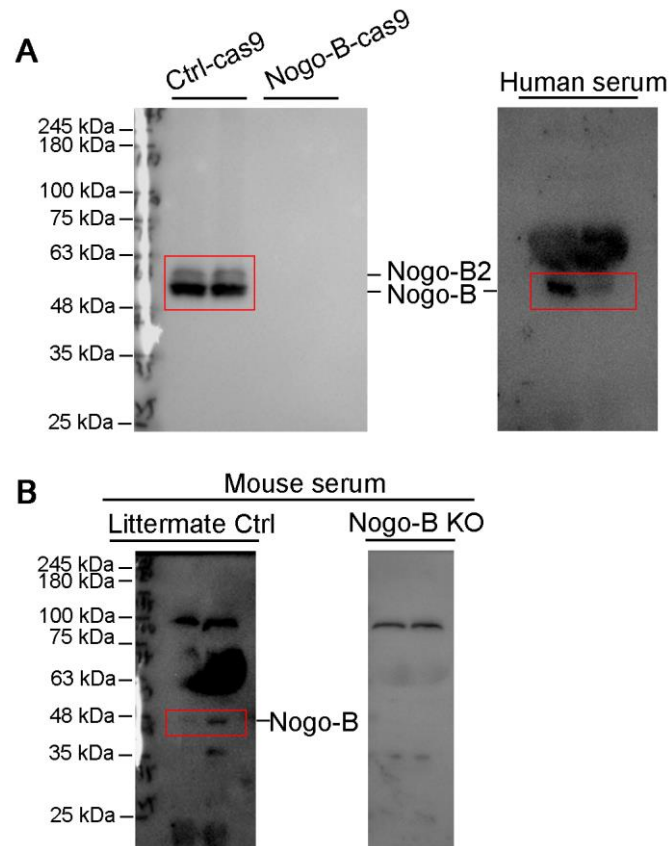 A
Ctrl-cas9
Nogo-B-cas9
Human serum
245 kDa
180 kDa
100 kDa
75 kDa
63 kDa
48 kDa
35 kDa
25 kDa
Nogo-B2
Nogo-B
B
Mouse serum
Littermate Ctrl
Nogo-B KO
245 kDa
180 kDa
100 kDa
75 kDa
63 kDa
48 kDa
35 kDa
25 kDa
Nogo-B